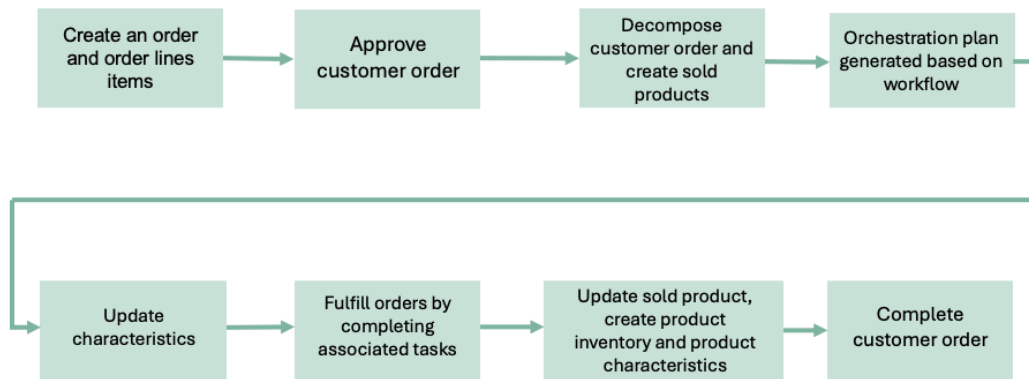 Create an order
and order lines
items
Approve
customer order
Decompose
customer order and
create sold
products
Orchestration plan
generated based on
workflow
Update
characteristics
Fulfill orders by
completing
associated tasks
Update sold product,
create product
inventory and product
characteristics
Complete
customer order